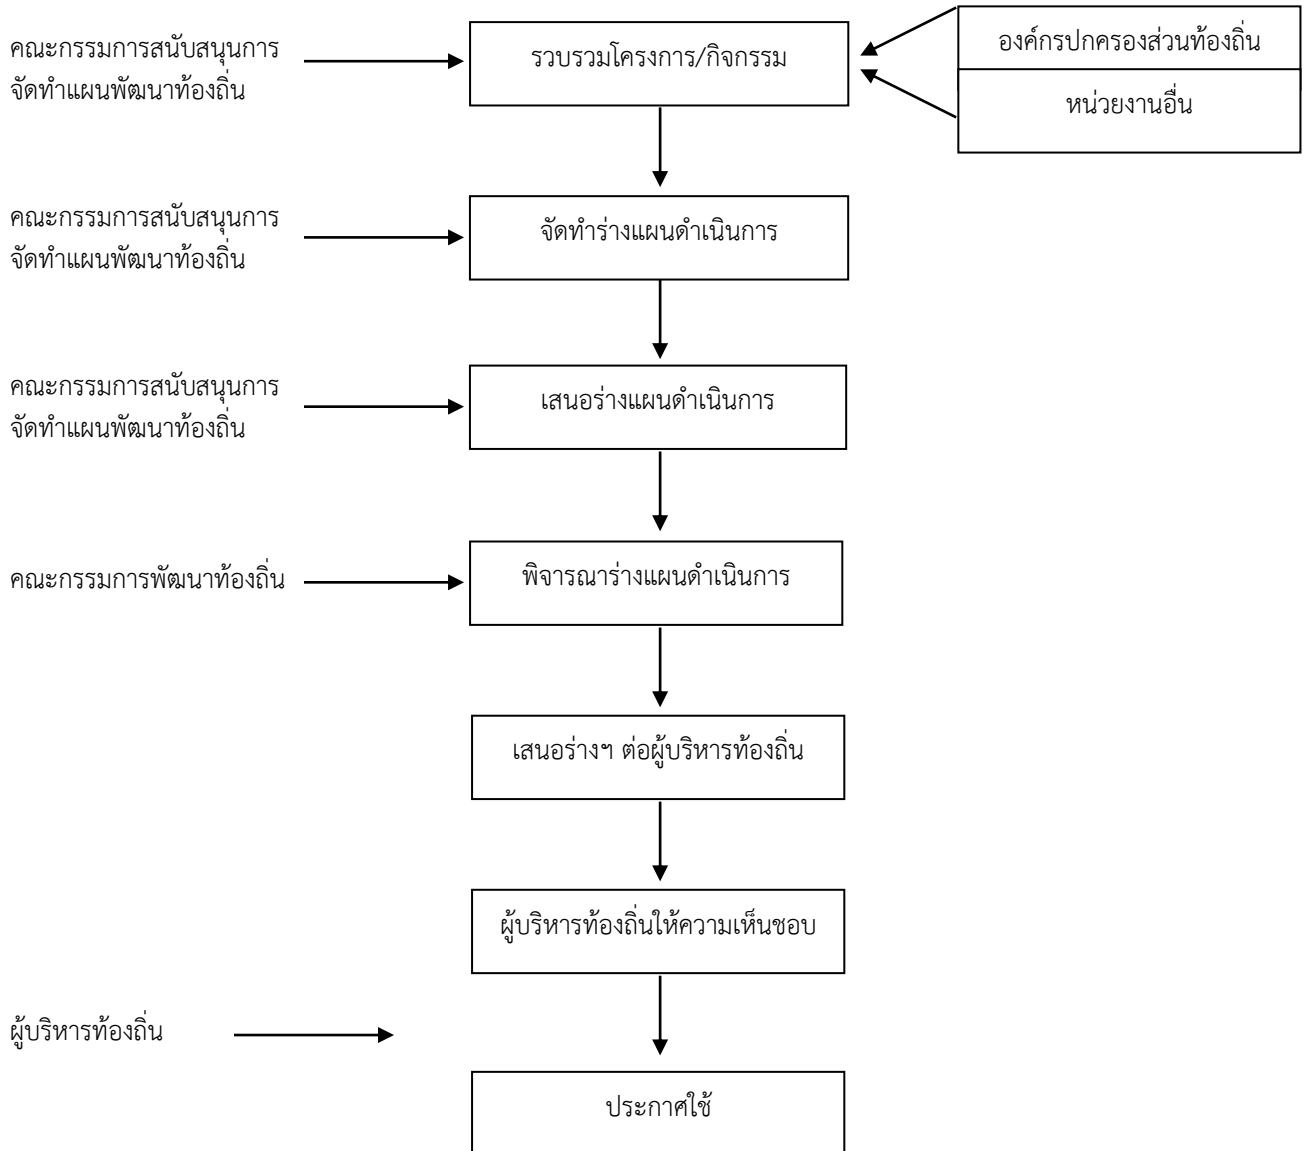 คณะกรรมการสนับสนุนการ
จัดทำแผนพัฒนาท้องถิ่น
รวบรวมโครงการ/กิจกรรม
องค์กรปกครองส่วนท้องถิ่น
หน่วยงานอื่น
คณะกรรมการสนับสนุนการ
จัดทำแผนพัฒนาท้องถิ่น
จัดทำร่างแผนดำเนินการ
คณะกรรมการสนับสนุนการ
จัดทำแผนพัฒนาท้องถิ่น
เสนอร่างแผนดำเนินการ
คณะกรรมการพัฒนาท้องถิ่น
พิจารณาร่างแผนดำเนินการ
เสนอร่างฯ ต่อผู้บริหารท้องถิ่น
ผู้บริหารท้องถิ่นให้ความเห็นชอบ
ผู้บริหารท้องถิ่น
ประกาศใช้